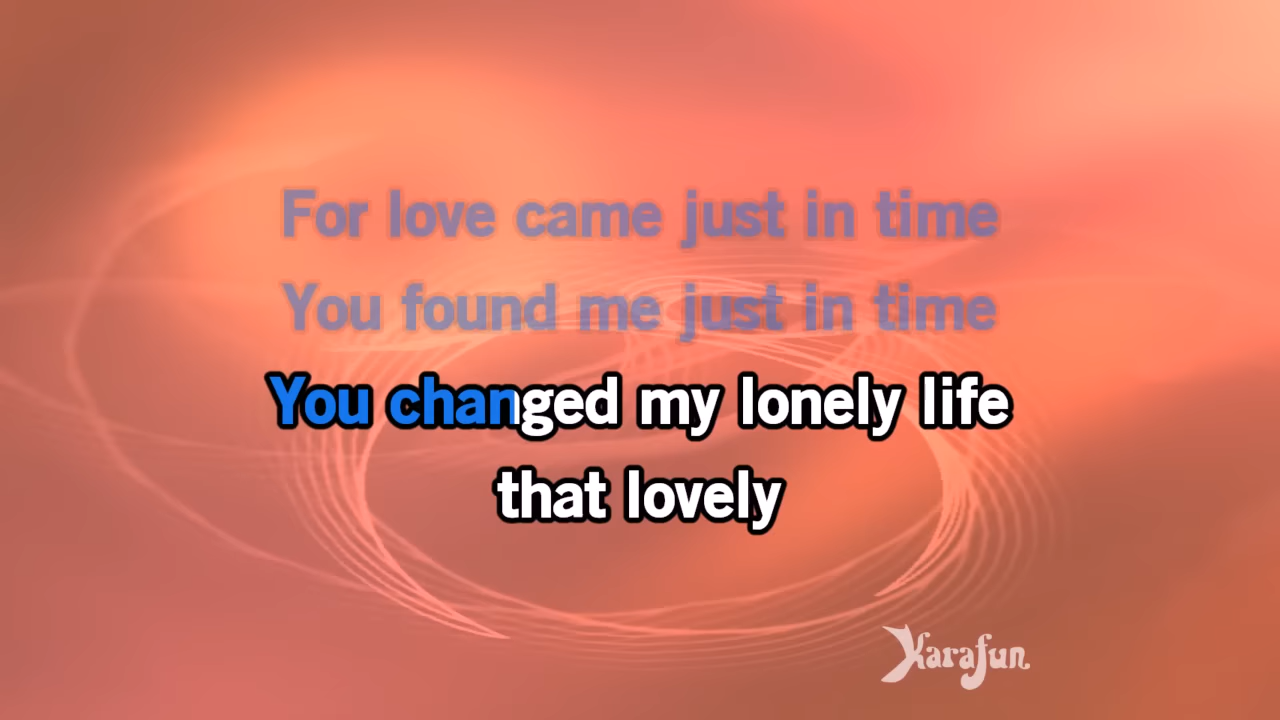 For love came just in time
You found me just in time
You changed my lonely life
that lovely
Karafun